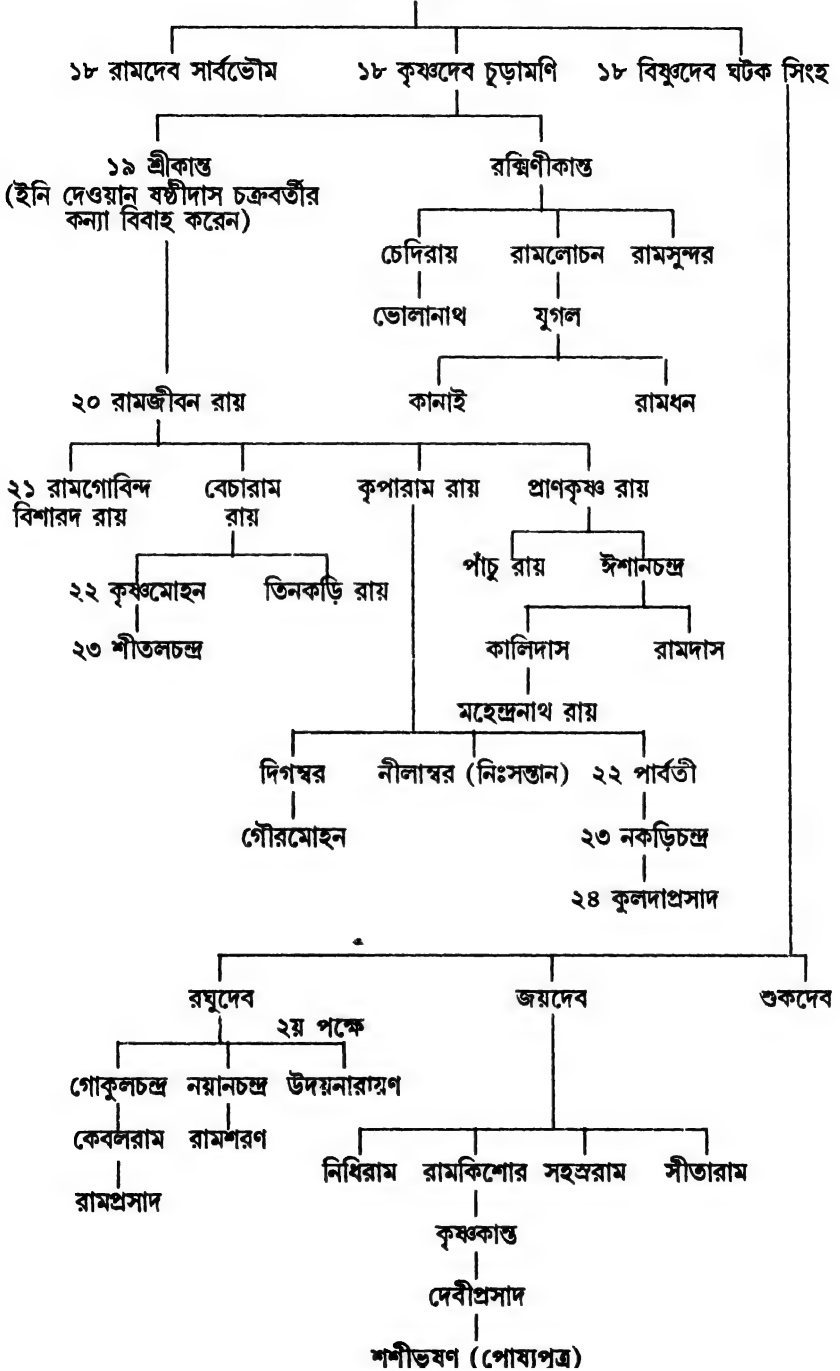 ১৮ রামদেব সার্বভৌম ১৮ কৃষ্ণদেব চূড়ামণি ১৮ বিষ্ণুদেব ঘটক সিংহ
১৯ শ্রীকান্ত রক্মিণীকান্ত
(ইনি দেওয়ান ষষ্ঠীদাস চক্রবর্তীর
কন্যা বিবাহ করেন)
চেদিরায় রামলোচন রামসুন্দর
ভোলানাথ যুগল
২০ রামজীবন রায় কানাই রামধন
২১ রামগোবিন্দ বেচারাম কৃপারাম রায় প্রাণকৃষ্ণ রায়
বিশারদ রায় রায়
পাঁচু রায় ঈশানচন্দ্র
২২ কৃষ্ণমোহন তিনকড়ি রায়
২৩ শীতলচন্দ্র কালিদাস রামদাস
মহেন্দ্রনাথ রায়
দিগম্বর নীলাম্বর (নিঃসন্তান) ২২ পার্বতী
গৌরমোহন ২৩ নকড়িচন্দ্র
২৪ কুলদাপ্রসাদ
রঘুদেব জয়দেব শুকদেব
২য় পক্ষে
গোকুলচন্দ্র নয়ানচন্দ্র উদয়নারায়ণ
কেবলরাম রামশরণ
নিধিরাম রামকিশোর সহস্ররাম সীতারাম
রামপ্রসাদ
কৃষ্ণকান্ত
দেবীপ্রসাদ
শশীভূষণ (পোষ্যপুত্র)